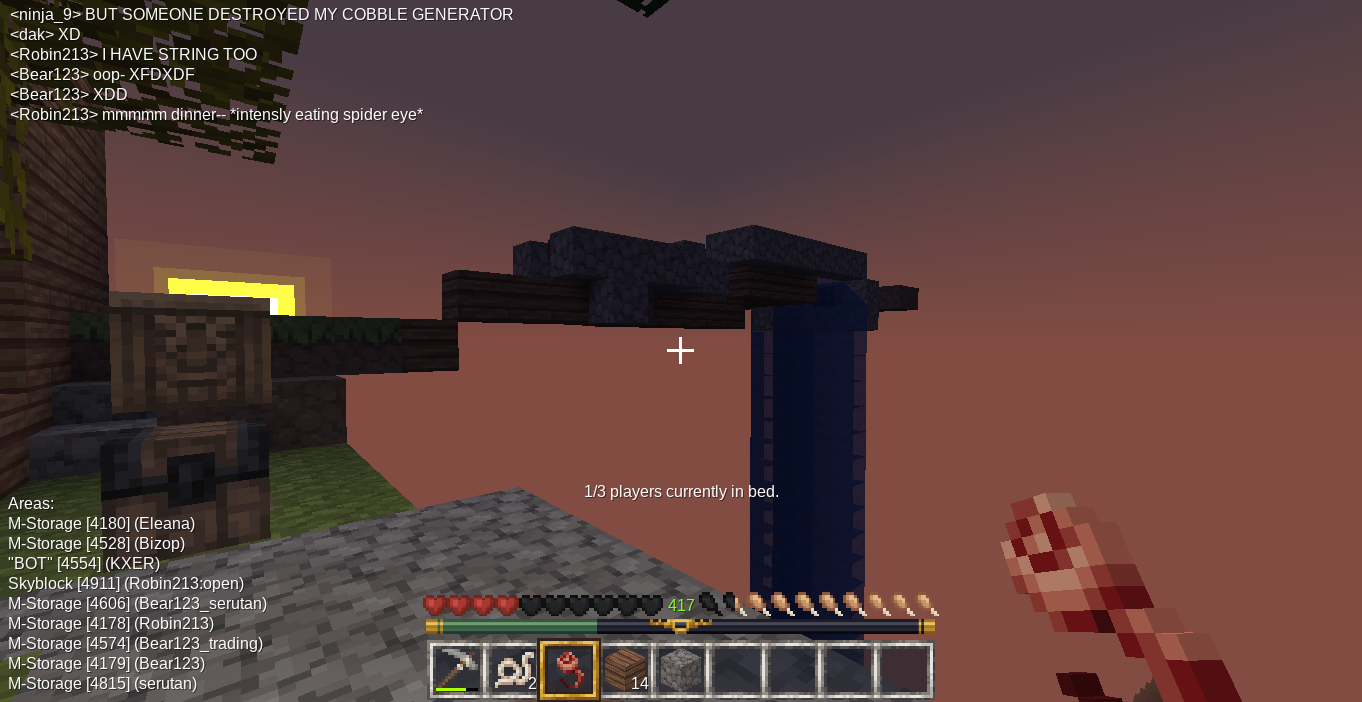 <ninja_9> BUT SOMEONE DESTROYED MY COBBLE GENERATOR
<dak> XD
<Robin213> I HAVE STRING TOO
<Bear123> oop- XFDXDF
<Bear123> XDD
<Robin213> mmmmm dinner-- *intensly eating spider eye*
1/3 players currently in bed.
Areas:
M-Storage [4180] (Eleana)
M-Storage [4528] (Bizop)
"BOT" [4554] (KXER)
Skyblock [4911] (Robin213:open)
M-Storage [4606] (Bear123_serutan)
M-Storage [4178] (Robin213)
M-Storage [4574] (Bear123_trading)
M-Storage [4179] (Bear123)
M-Storage [4815] (serutan)
417
2
14